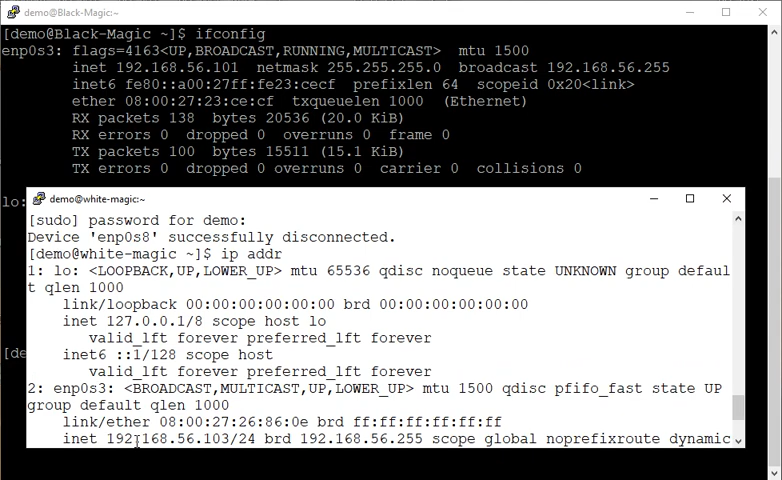 demo@Black-Magic:~
[demo@Black-Magic ~]$ ifconfig
enp0s3: flags=4163<UP,BROADCAST,RUNNING,MULTICAST>  mtu 1500
        inet 192.168.56.101  netmask 255.255.255.0  broadcast 192.168.56.255
        inet6 fe80::a00:27ff:fe23:cecf  prefixlen 64  scopeid 0x20<link>
        ether 08:00:27:23:ce:cf  txqueuelen 1000  (Ethernet)
        RX packets 138  bytes 20536 (20.0 KiB)
        RX errors 0  dropped 0  overruns 0  frame 0
        TX packets 100  bytes 15511 (15.1 KiB)
        TX errors 0  dropped 0 overruns 0  carrier 0  collisions 0
lo:
[de
demo@white-magic:~
[sudo] password for demo:
Device 'enp0s8' successfully disconnected.
[demo@white-magic ~]$ ip addr
1: lo: <LOOPBACK,UP,LOWER_UP> mtu 65536 qdisc noqueue state UNKNOWN group defaul
t qlen 1000
    link/loopback 00:00:00:00:00:00 brd 00:00:00:00:00:00
    inet 127.0.0.1/8 scope host lo
       valid_lft forever preferred_lft forever
    inet6 ::1/128 scope host
       valid_lft forever preferred_lft forever
2: enp0s3: <BROADCAST,MULTICAST,UP,LOWER_UP> mtu 1500 qdisc pfifo_fast state UP
group default qlen 1000
    link/ether 08:00:27:26:86:0e brd ff:ff:ff:ff:ff:ff
    inet 192.168.56.103/24 brd 192.168.56.255 scope global noprefixroute dynamic